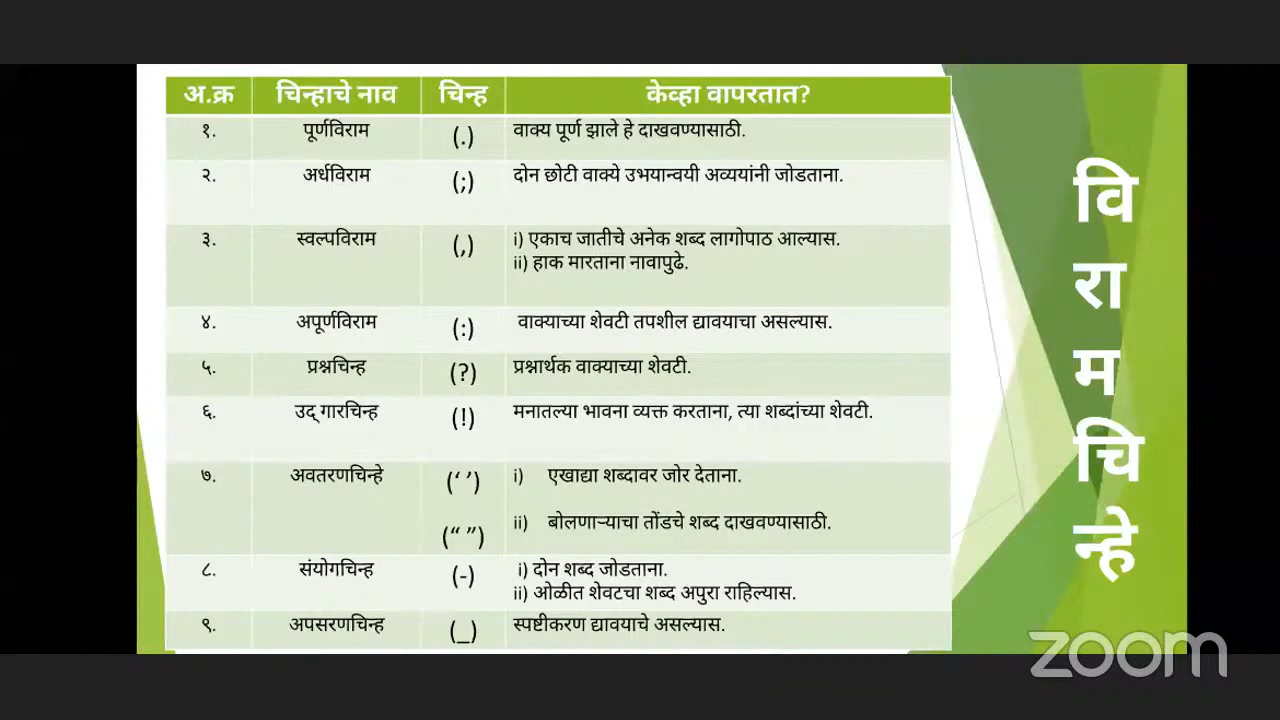 अ.क्र चिन्हाचे नाव चिन्ह केव्हा वापरतात?
१. पूर्णविराम (.) वाक्य पूर्ण झाले हे दाखवण्यासाठी.
२. अर्धविराम (;) दोन छोटी वाक्ये उभयान्वयी अव्ययांनी जोडताना.
३. स्वल्पविराम (,) i) एकाच जातीचे अनेक शब्द लागोपाठ आल्यास.
ii) हाक मारताना नावापुढे.
४. अपूर्णविराम (:) वाक्याच्या शेवटी तपशील द्यावयाचा असल्यास.
५. प्रश्नचिन्ह (?) प्रश्नार्थक वाक्याच्या शेवटी.
६. उद् गारचिन्ह (!) मनातल्या भावना व्यक्त करताना, त्या शब्दांच्या शेवटी.
७. अवतरणचिन्हे (‘ ’) i) एखाद्या शब्दावर जोर देताना.
(“ ”) ii) बोलणाऱ्याचा तोंडचे शब्द दाखवण्यासाठी.
८. संयोगचिन्ह (-) i) दोन शब्द जोडताना.
ii) ओळीत शेवटचा शब्द अपुरा राहिल्यास.
९. अपसरणचिन्ह (_) स्पष्टीकरण द्यावयाचे असल्यास.
वि
रा
म
चि
न्हे
zoom